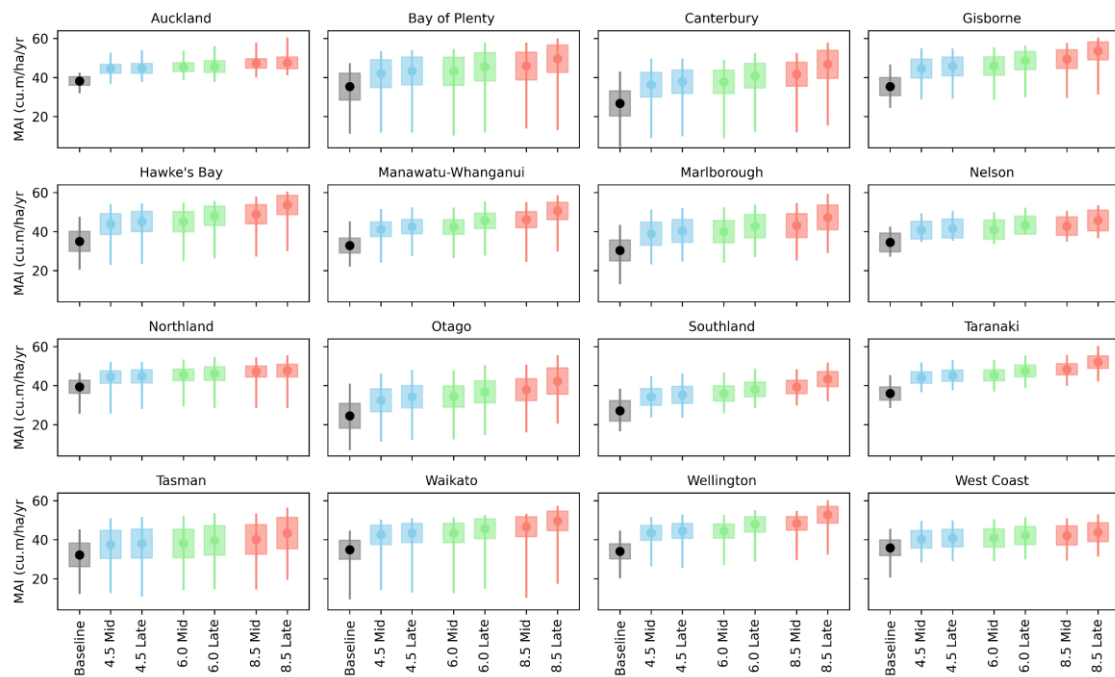 Auckland Bay of Plenty Canterbury Gisborne
60
40
20
MAI (cu.m/ha/yr)
Hawke's Bay Manawatu-Whanganui Marlborough Nelson
60
40
20
MAI (cu.m/ha/yr)
Northland Otago Southland Taranaki
60
40
20
MAI (cu.m/ha/yr)
Tasman Waikato Wellington West Coast
60
40
20
MAI (cu.m/ha/yr)
Baseline 4.5 Mid 4.5 Late 6.0 Mid 6.0 Late 8.5 Mid 8.5 Late
Baseline 4.5 Mid 4.5 Late 6.0 Mid 6.0 Late 8.5 Mid 8.5 Late
Baseline 4.5 Mid 4.5 Late 6.0 Mid 6.0 Late 8.5 Mid 8.5 Late
Baseline 4.5 Mid 4.5 Late 6.0 Mid 6.0 Late 8.5 Mid 8.5 Late